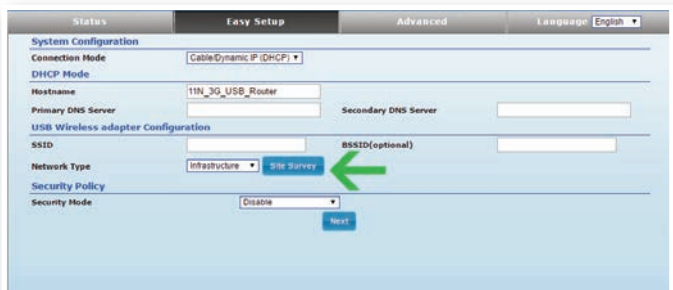 Status Easy Setup Advanced Language English
System Configuration
Connection Mode Cable/Dynamic IP (DHCP)
DHCP Mode
Hostname 11N_3G_USB_Router
Primary DNS Server Secondary DNS Server
USB Wireless adapter Configuration
SSID BSSID(optional)
Network Type Infrastructure Site Survey
Security Policy
Security Mode Disable
Next